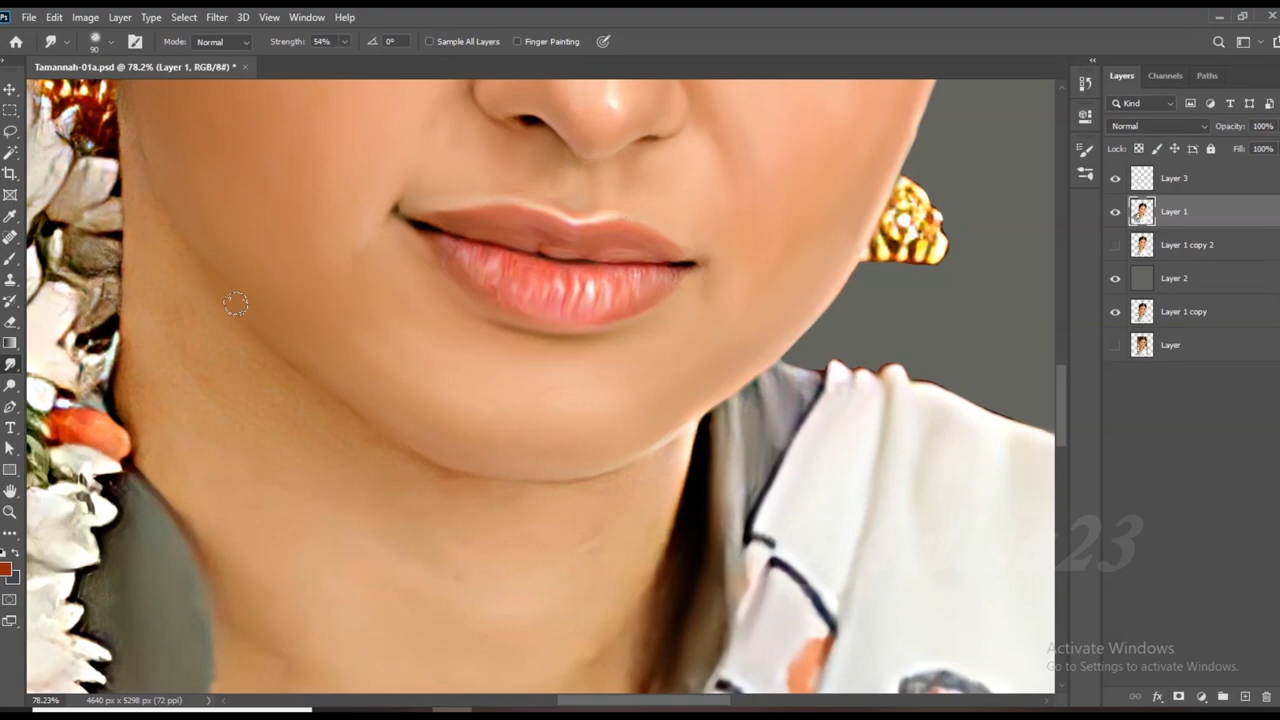 Ps File Edit Image Layer Type Select Filter 3D View Window Help
90 Mode: Normal Strength: 54% 0° Sample All Layers Finger Painting
Tamannah-01a.psd @ 78.2% (Layer 1, RGB/8#) * ×
Layers Channels Paths
Kind
Normal Opacity: 100%
Lock: Fill: 100%
Layer 3
Layer 1
Layer 1 copy 2
Layer 2
Layer 1 copy
Layer
23
Activate Windows
Go to Settings to activate Windows.
78.23% 4640 px x 5298 px (72 ppi)